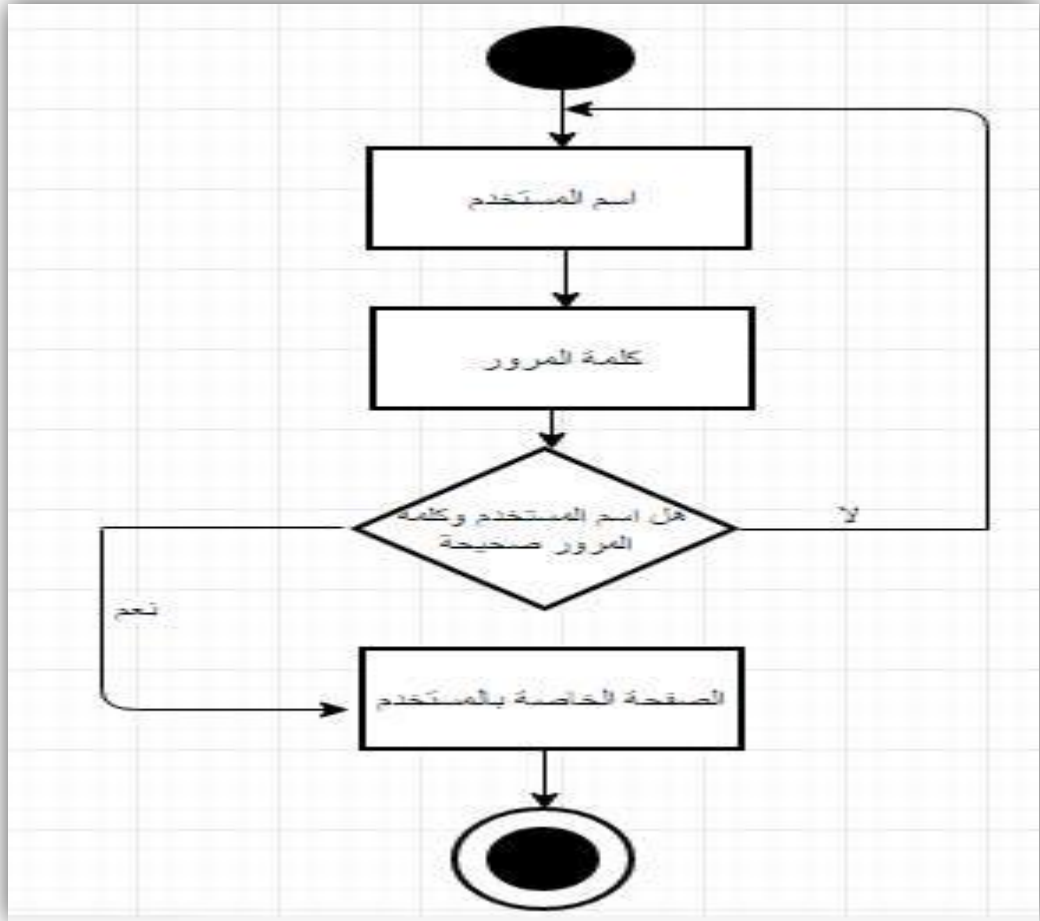 اسم المستخدم
كلمة المرور
هل اسم المستخدم وكلمة
المرور صحيحة
لا
نعم
الصفحة الخاصة بالمستخدم